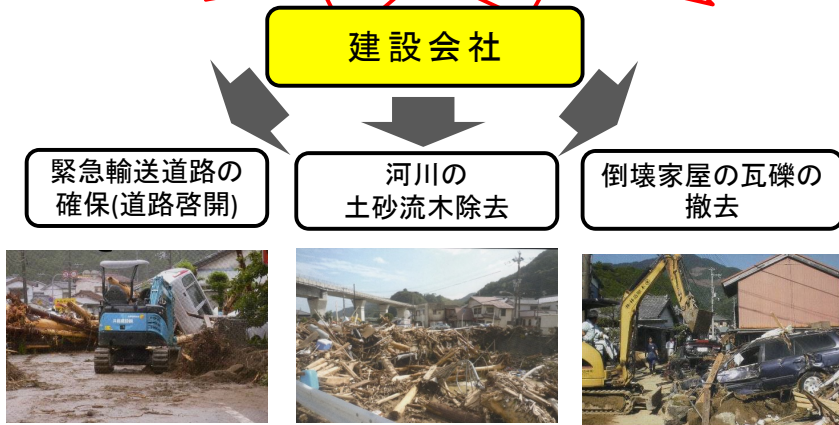 建設会社
緊急輸送道路の
確保(道路啓開)
河川の
土砂流木除去
倒壊家屋の瓦礫の
撤去